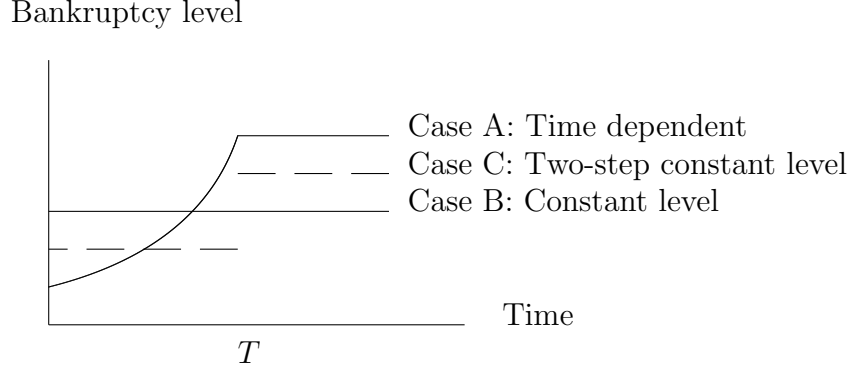 Bankruptcy level
Case A: Time dependent
Case C: Two-step constant level
Case B: Constant level
Time
T